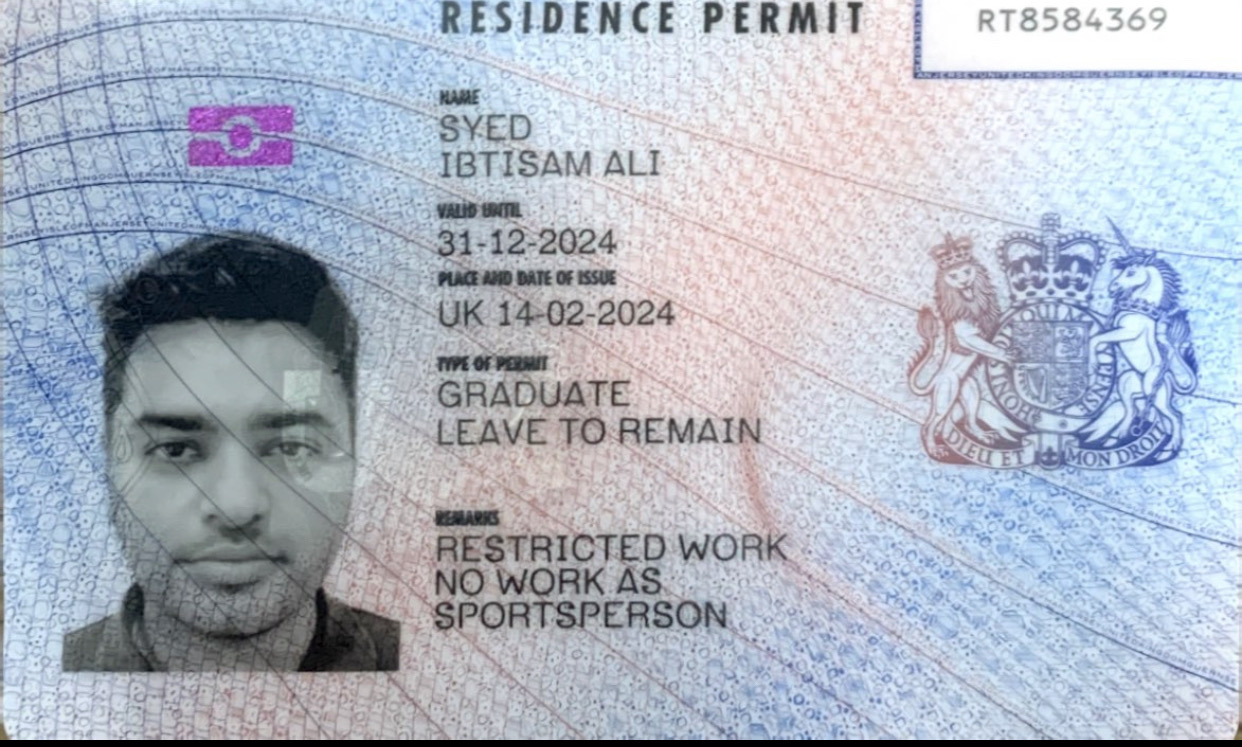 RESIDENCE PERMIT
RT8584369
NAME
SYED
IBTISAM ALI
VALID UNTIL
31-12-2024
PLACE AND DATE OF ISSUE
UK 14-02-2024
TYPE OF PERMIT
GRADUATE
LEAVE TO REMAIN
REMARKS
RESTRICTED WORK
NO WORK AS
SPORTSPERSON
DIEU ET MON DROIT